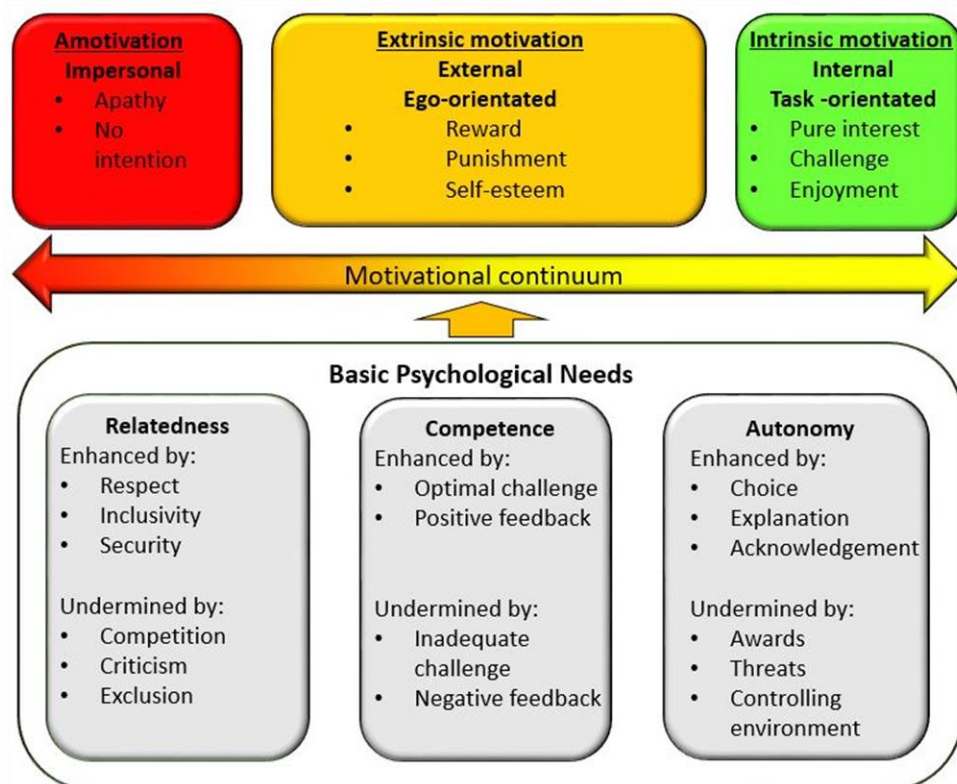 Amotivation
Impersonal
• Apathy
• No
intention
Extrinsic motivation
External
Ego-orientated
• Reward
• Punishment
• Self-esteem
Intrinsic motivation
Internal
Task -orientated
• Pure interest
• Challenge
• Enjoyment
Motivational continuum
Basic Psychological Needs
Relatedness
Enhanced by:
• Respect
• Inclusivity
• Security
Undermined by:
• Competition
• Criticism
• Exclusion
Competence
Enhanced by:
• Optimal challenge
• Positive feedback
Undermined by:
• Inadequate
challenge
• Negative feedback
Autonomy
Enhanced by:
• Choice
• Explanation
• Acknowledgement
Undermined by:
• Awards
• Threats
• Controlling
environment